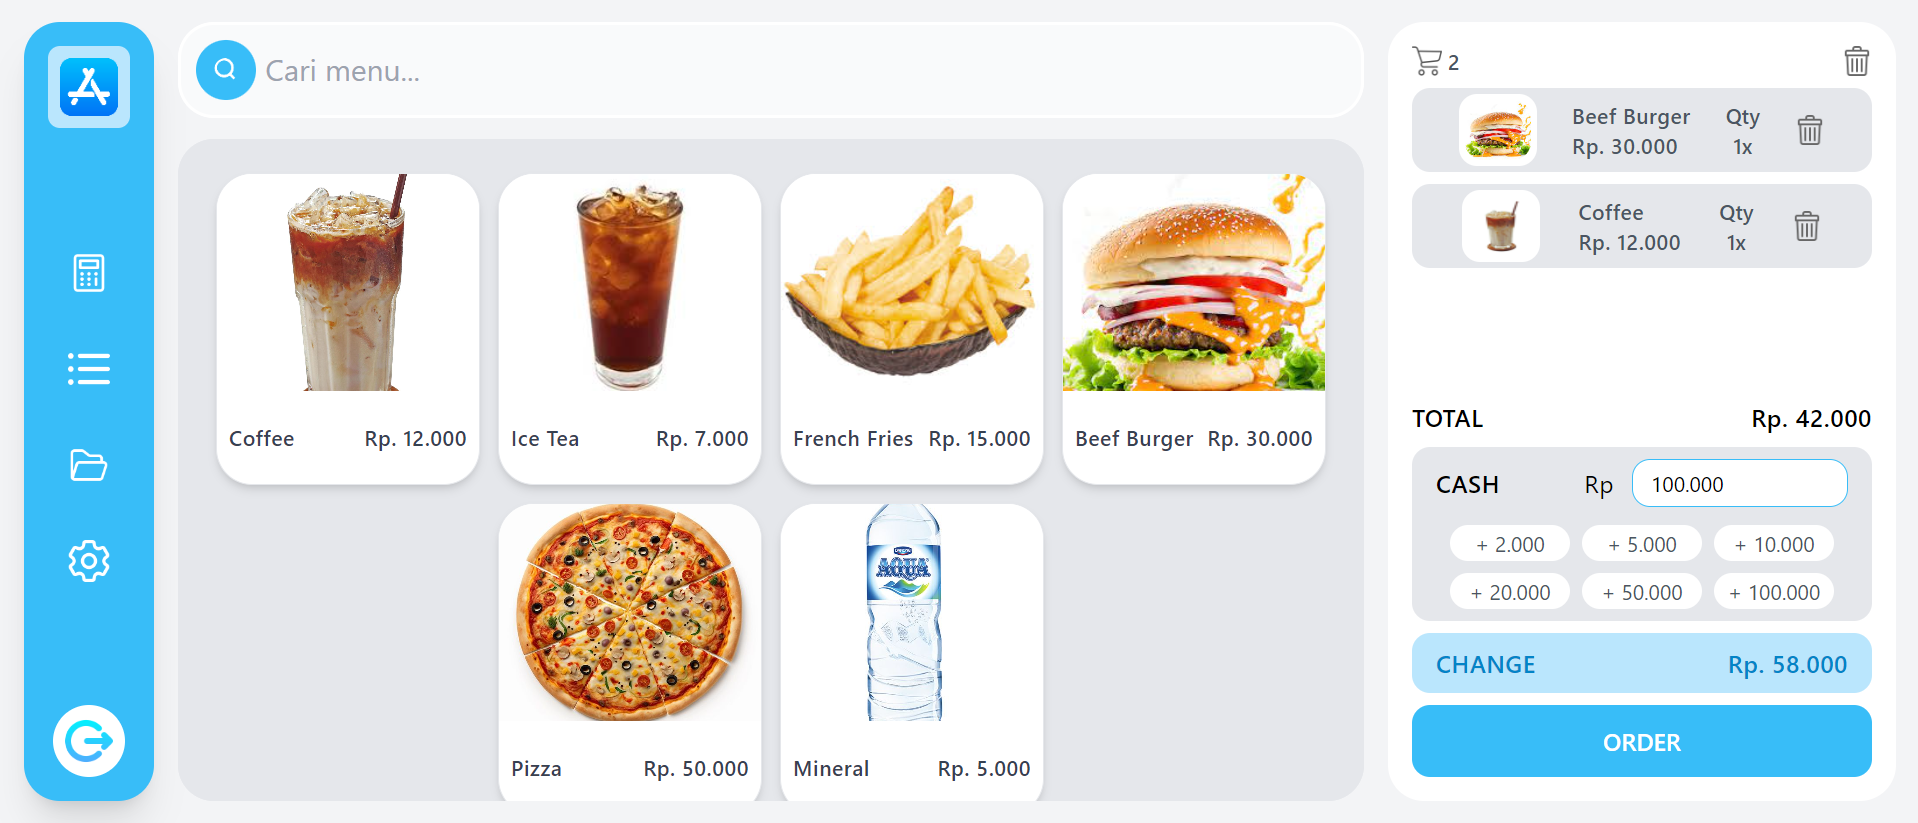 Cari menu...
Coffee Rp. 12.000
Ice Tea Rp. 7.000
French Fries Rp. 15.000
Beef Burger Rp. 30.000
AQUA
Pizza Rp. 50.000
Mineral Rp. 5.000
2
Beef Burger Qty
Rp. 30.000 1x
Coffee Qty
Rp. 12.000 1x
TOTAL Rp. 42.000
CASH Rp 100.000
+ 2.000 + 5.000 + 10.000
+ 20.000 + 50.000 + 100.000
CHANGE Rp. 58.000
ORDER